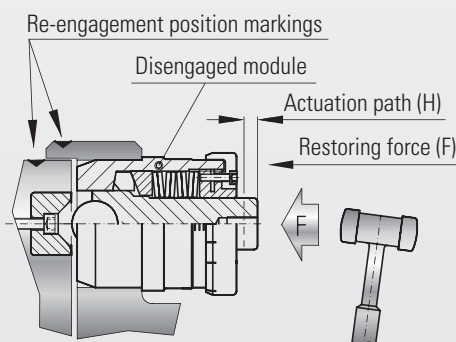 Re-engagement position markings
Disengaged module
Actuation path (H)
Restoring force (F)
F